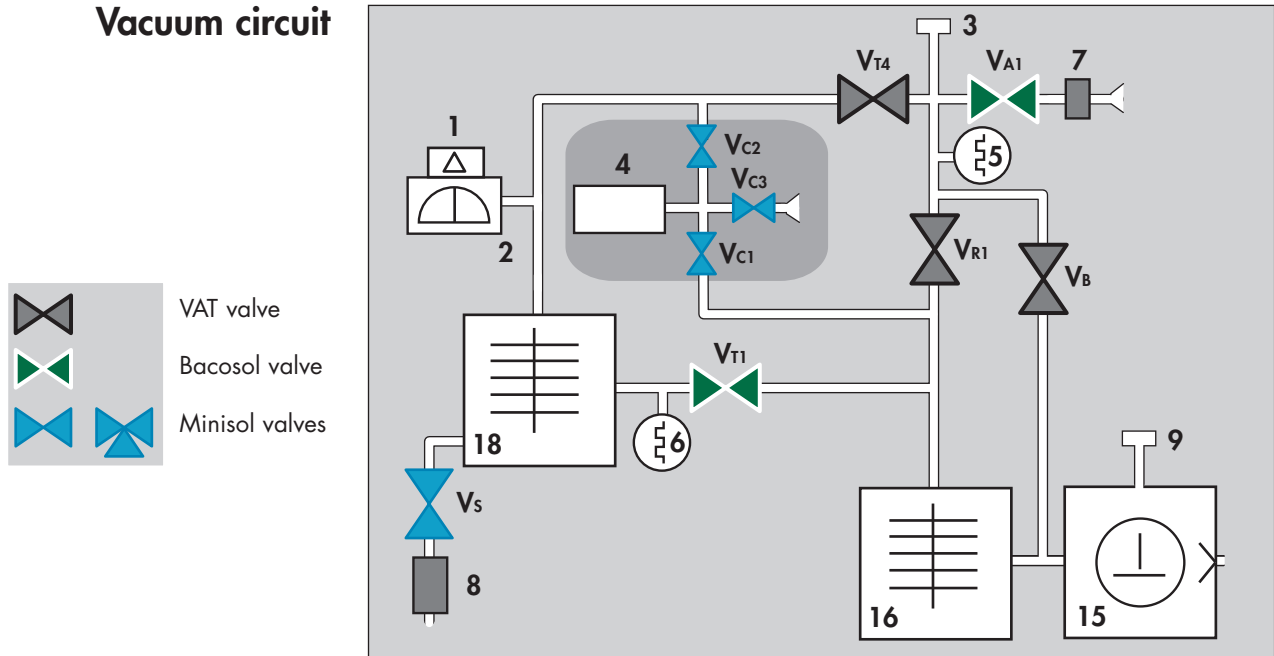 Vacuum circuit
3
VT4
VA1
7
1
VC2
5
4
VC3
2
VC1
VR1
VB
VAT valve
VT1
Bacosol valve
Minisol valves
6
18
9
VS
8
16
15